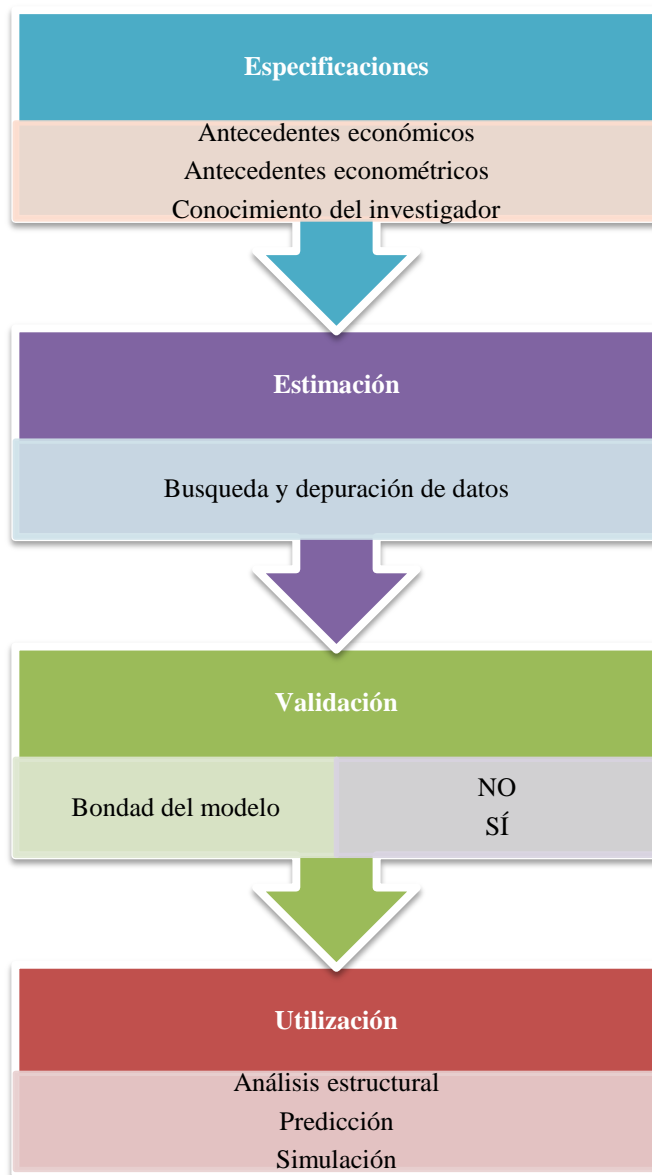 Especificaciones
Antecedentes económicos
Antecedentes econométricos
Conocimiento del investigador
Estimación
Busqueda y depuración de datos
Validación
Bondad del modelo
NO
SÍ
Utilización
Análisis estructural
Predicción
Simulación